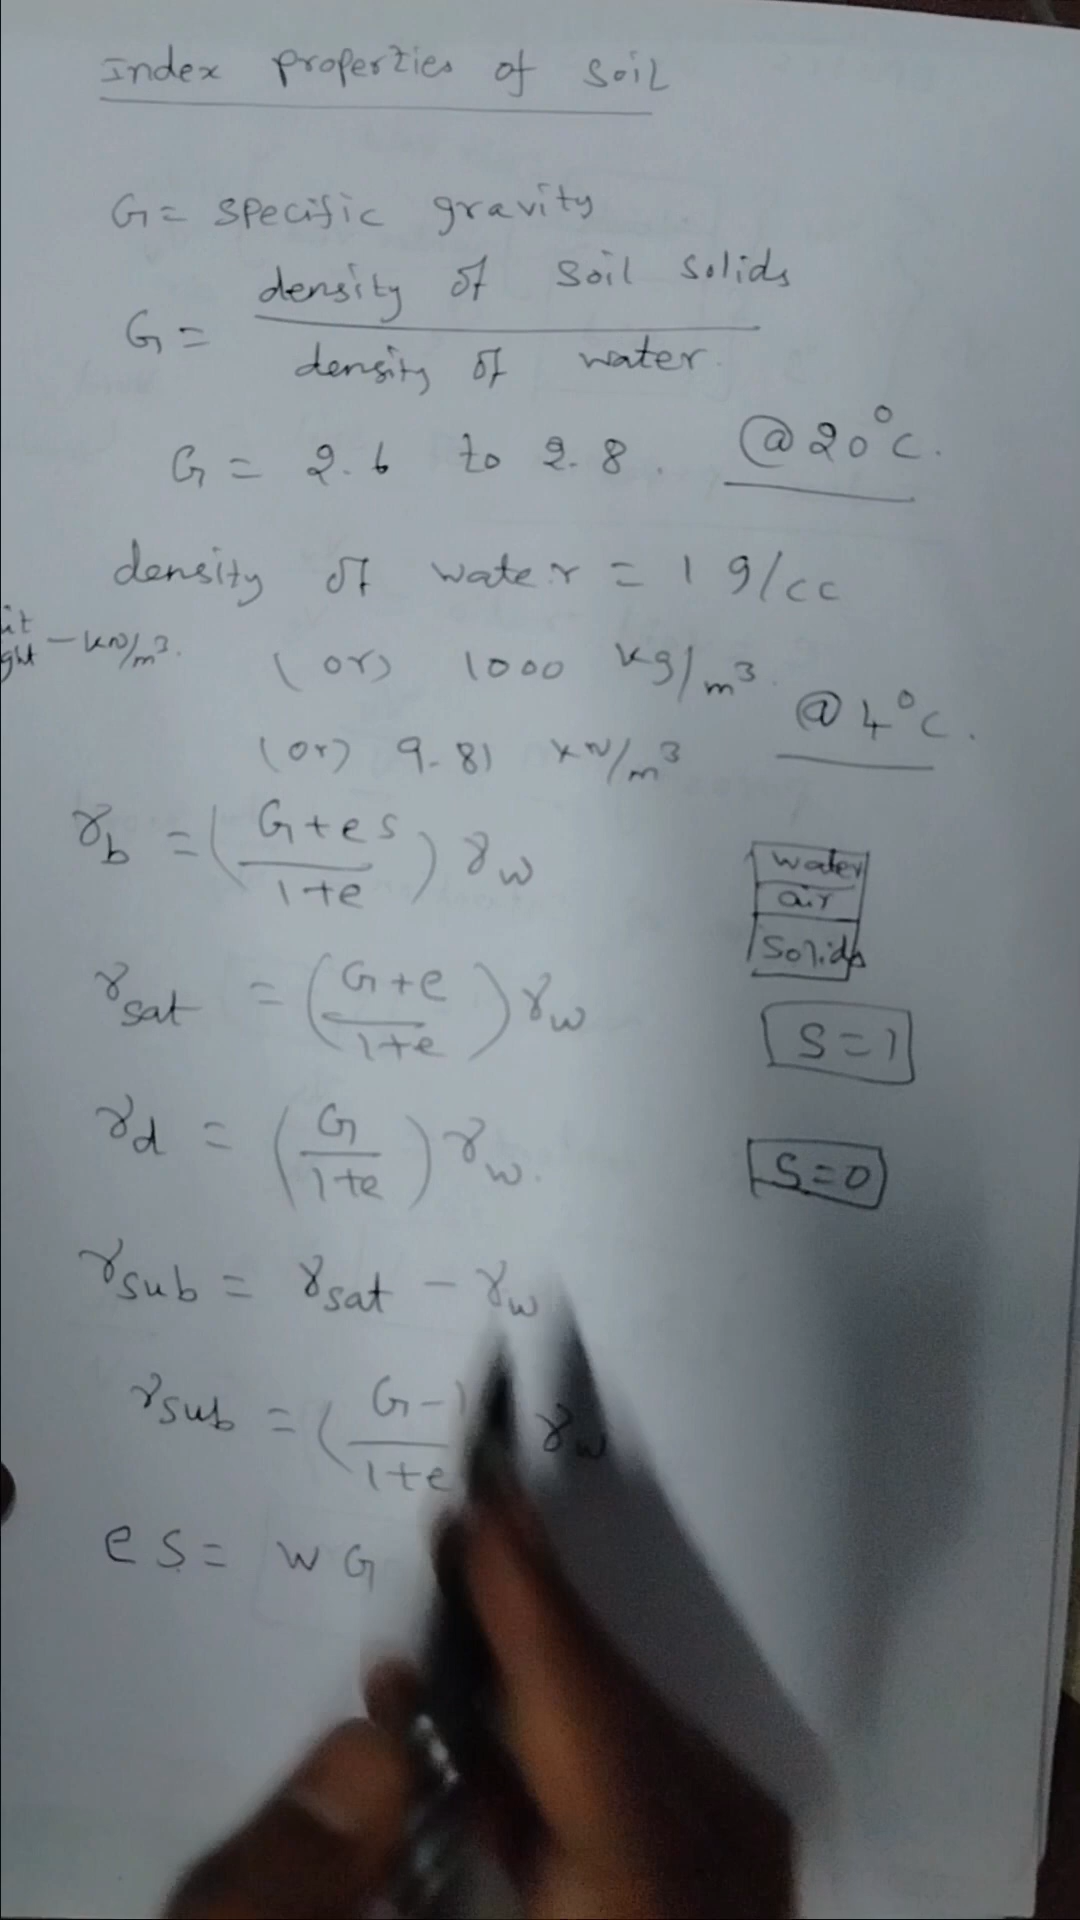 Index properties of soil
G = specific gravity
G = density of soil solids / density of water
G = 2.6 to 2.8. @20°C.
density of water = 1 g/cc
(or) 1000 kg/m³
- kN/m³.
@ 4°C.
(or) 9.81 kN/m³
γb = (G+es / 1+e) γw
water
air
Solids
γsat = (G+e / 1+e) γw
S=1
γd = (G / 1+e) γw.
S=0
γsub = γsat - γw
γsub = (G-1 / 1+e γw
es = wG